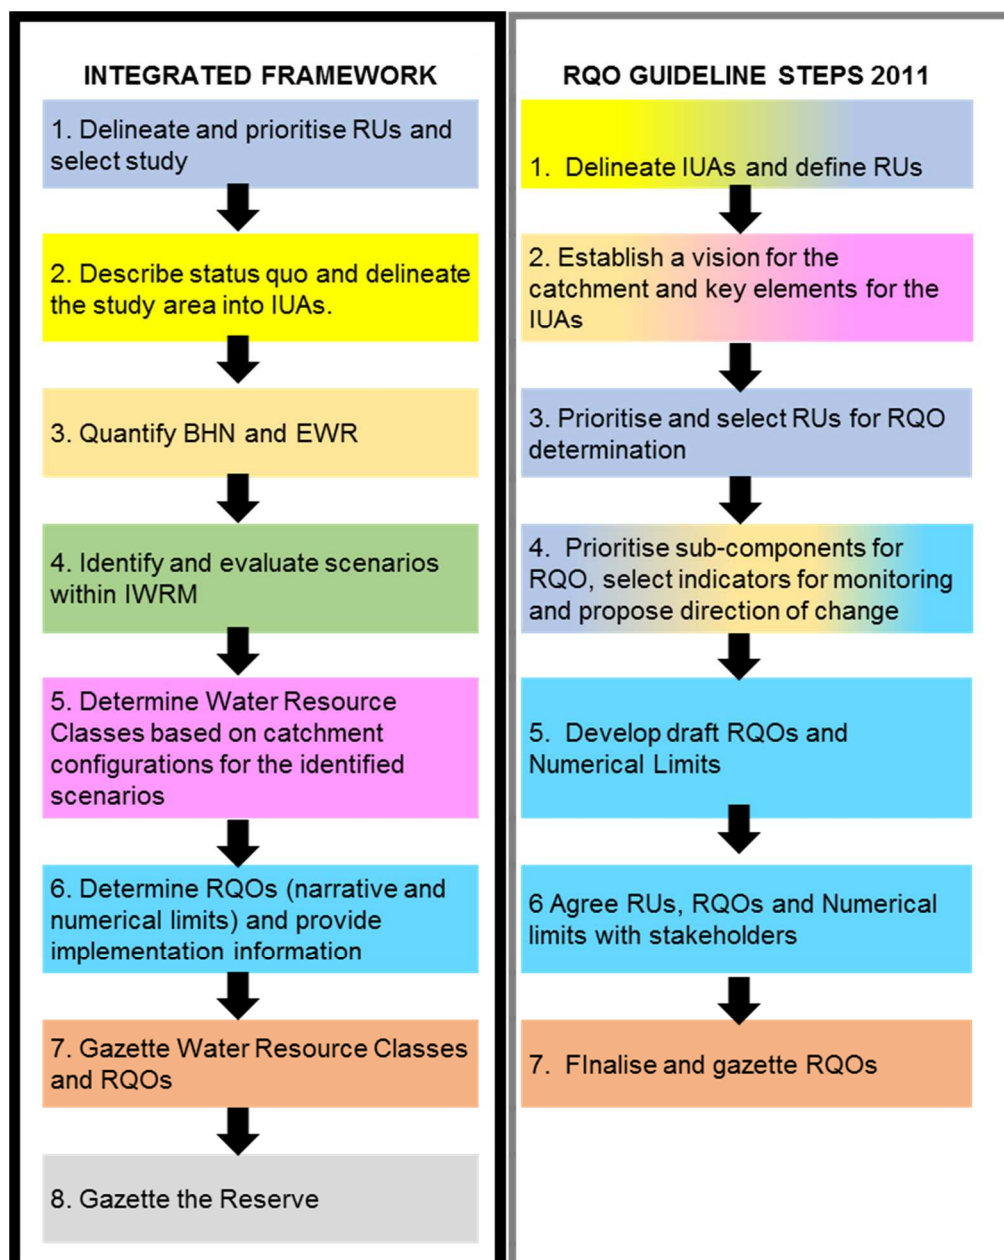 INTEGRATED FRAMEWORK
1. Delineate and prioritise RUs and
select study
2. Describe status quo and delineate
the study area into IUAs.
3. Quantify BHN and EWR
4. Identify and evaluate scenarios
within IWRM
5. Determine Water Resource
Classes based on catchment
configurations for the identified
scenarios
6. Determine RQOs (narrative and
numerical limits) and provide
implementation information
7. Gazette Water Resource Classes
and RQOs
8. Gazette the Reserve
RQO GUIDELINE STEPS 2011
1. Delineate IUAs and define RUs
2. Establish a vision for the
catchment and key elements for the
IUAs
3. Prioritise and select RUs for RQO
determination
4. Prioritise sub-components for
RQO, select indicators for monitoring
and propose direction of change
5. Develop draft RQOs and
Numerical Limits
6 Agree RUs, RQOs and Numerical
limits with stakeholders
7. FInalise and gazette RQOs